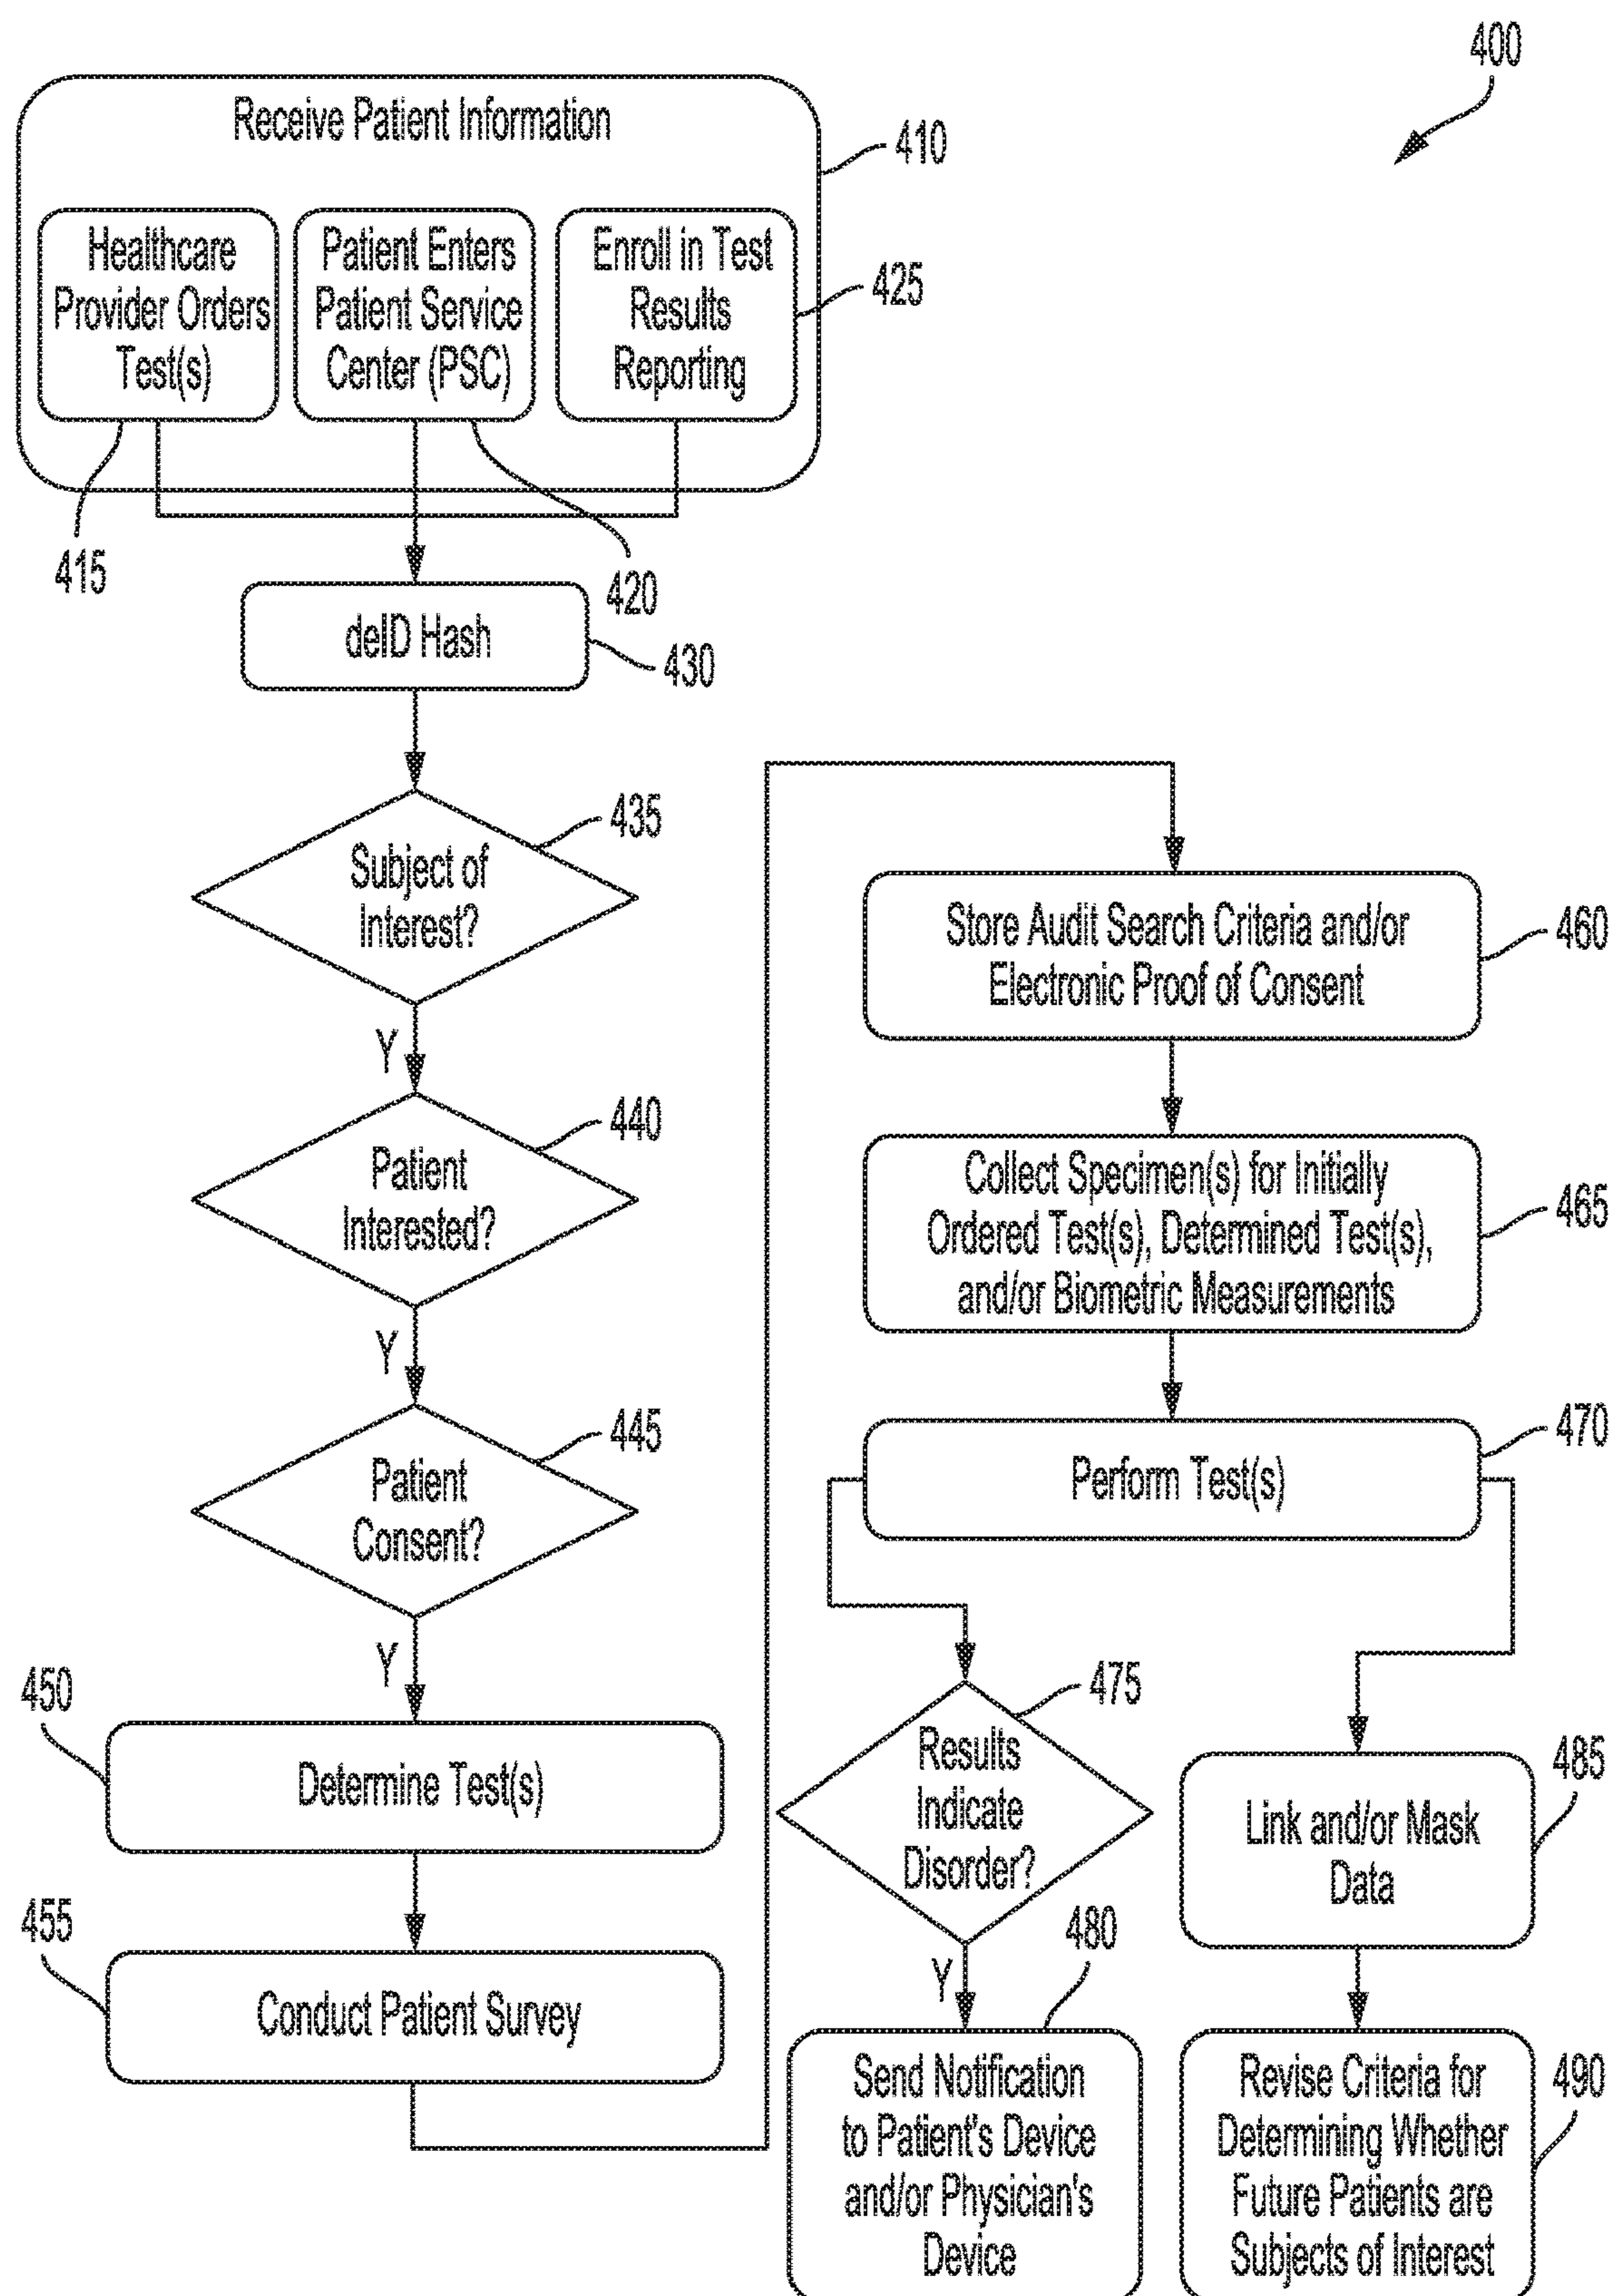 400
Receive Patient Information
410
Healthcare
Provider Orders
Test(s)
Patient Enters
Patient Service
Center (PSC)
Enroll in Test
Results
Reporting
425
415
420
deID Hash
430
Subject of
Interest?
435
Y
Patient
Interested?
440
Y
Patient
Consent?
445
Y
450
Determine Test(s)
455
Conduct Patient Survey
Store Audit Search Criteria and/or
Electronic Proof of Consent
460
Collect Specimen(s) for Initially
Ordered Test(s), Determined Test(s),
and/or Biometric Measurements
465
Perform Test(s)
470
Results
Indicate
Disorder?
475
Y
480
Send Notification
to Patient's Device
and/or Physician's
Device
Link and/or Mask
Data
485
Revise Criteria for
Determining Whether
Future Patients are
Subjects of Interest
490